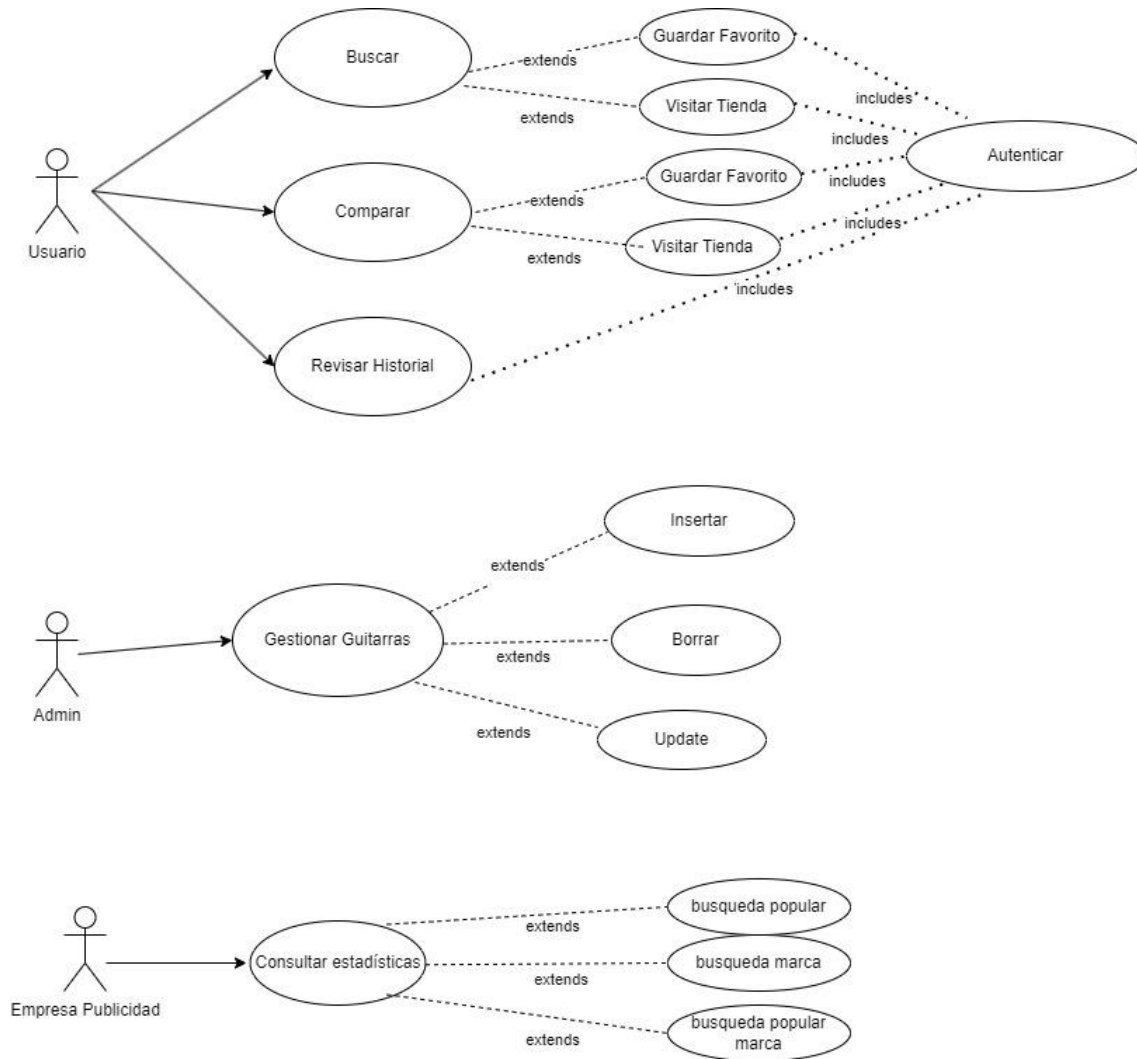 Guardar Favorito
Buscar
extends
includes
Visitar Tienda
extends
includes
Autenticar
Guardar Favorito
includes
Comparar
extends
includes
Visitar Tienda
Usuario
extends
includes
Revisar Historial
Insertar
extends
Gestionar Guitarras
Borrar
extends
Admin
extends
Update
busqueda popular
extends
Consultar estadísticas
busqueda marca
extends
Empresa Publicidad
busqueda popular
marca
extends